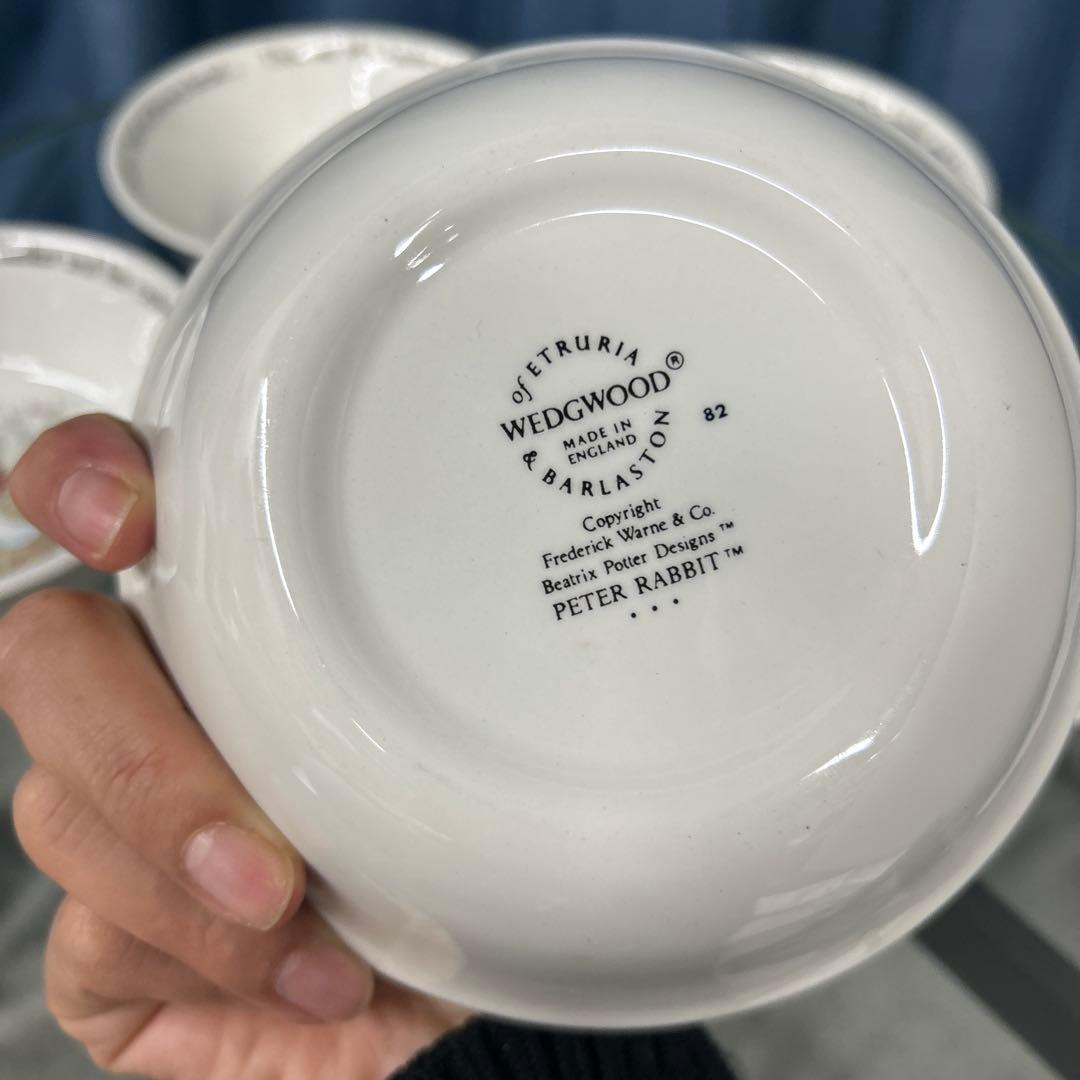 of ETRURIA
WEDGWOOD®
MADE IN
ENGLAND
& BARLASTON
82
Copyright
Frederick Warne & Co.
Beatrix Potter Designs™
PETER RABBIT™
• • •